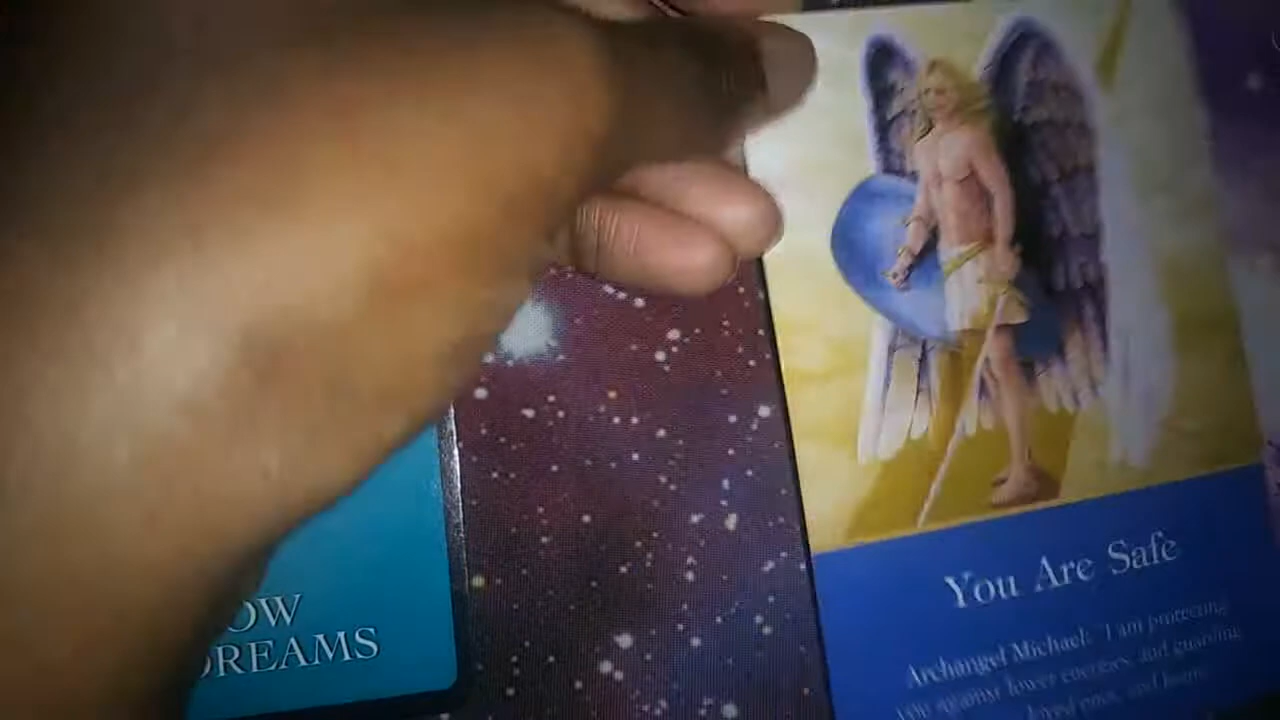 OW
DREAMS
You Are Safe
Archangel Michael: "I am protecting
you against lower energies, and guarding
loved ones, and home.